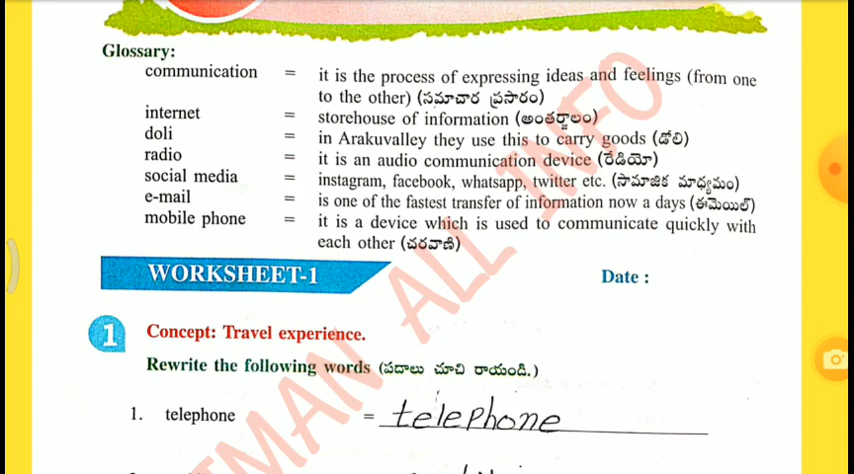 Glossary:
communication = it is the process of expressing ideas and feelings (from one
to the other) (సమాచార ప్రసారం)
internet = storehouse of information (అంతర్జాలం)
doli = in Arakuvalley they use this to carry goods (డోలి)
radio = it is an audio communication device (రేడియో)
social media = instagram, facebook, whatsapp, twitter etc. (సామాజిక మాధ్యమం)
e-mail = is one of the fastest transfer of information now a days (ఈమెయిల్)
mobile phone = it is a device which is used to communicate quickly with
each other (చరవాణి)
WORKSHEET-1 Date :
1 Concept: Travel experience.
Rewrite the following words (పదాలు చూచి రాయండి.)
1. telephone = telephone
MAN ALL INFO